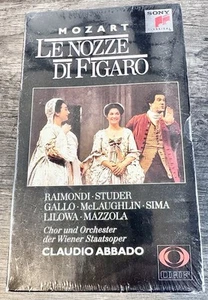 MOZART
SONY
CLASSICAL
LE NOZZE
DI FIGARO
RAIMONDI · STUDER
GALLO · McLAUGHLIN · SIMA
LILOWA · MAZZOLA
Chor und Orchester
der Wiener Staatsoper
CLAUDIO ABBADO